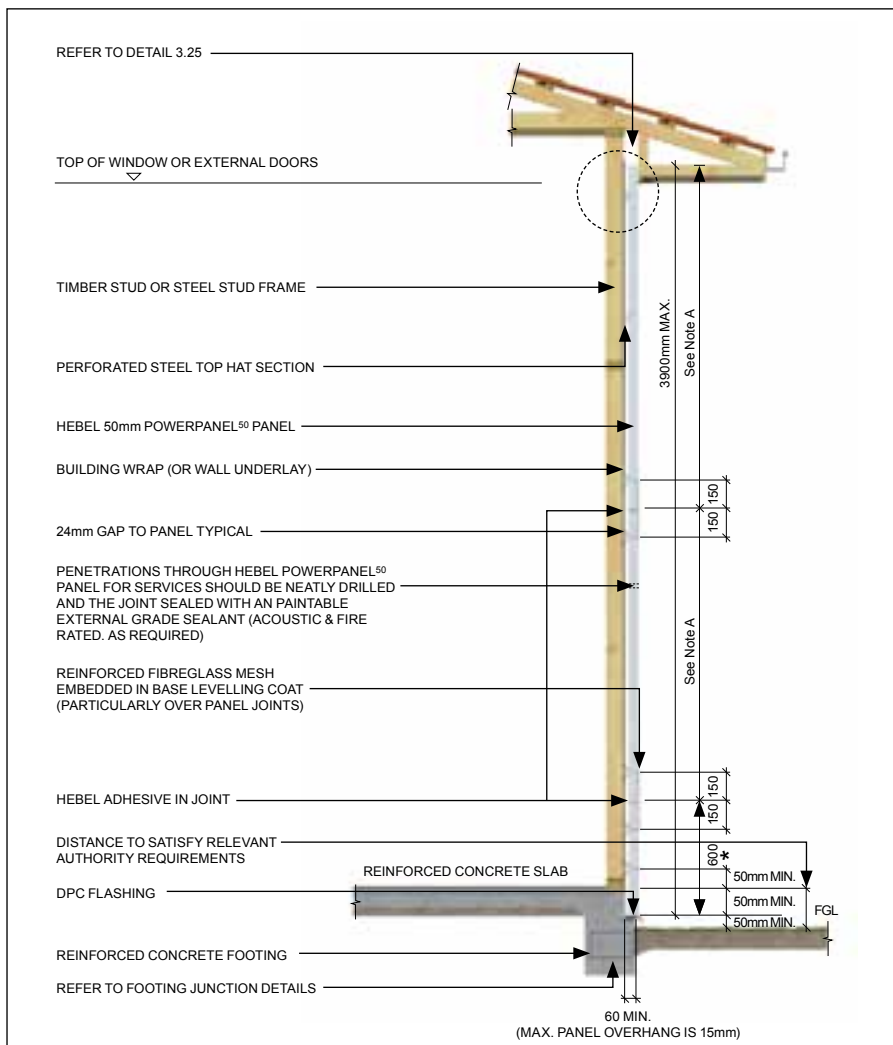 REFER TO DETAIL 3.25
TOP OF WINDOW OR EXTERNAL DOORS
TIMBER STUD OR STEEL STUD FRAME
PERFORATED STEEL TOP HAT SECTION
HEBEL 50mm POWERPANEL50 PANEL
BUILDING WRAP (OR WALL UNDERLAY)
24mm GAP TO PANEL TYPICAL
PENETRATIONS THROUGH HEBEL POWERPANEL50
PANEL FOR SERVICES SHOULD BE NEATLY DRILLED
AND THE JOINT SEALED WITH AN PAINTABLE
EXTERNAL GRADE SEALANT (ACOUSTIC & FIRE
RATED. AS REQUIRED)
REINFORCED FIBREGLASS MESH
EMBEDDED IN BASE LEVELLING COAT
(PARTICULARLY OVER PANEL JOINTS)
HEBEL ADHESIVE IN JOINT
DISTANCE TO SATISFY RELEVANT
AUTHORITY REQUIREMENTS
REINFORCED CONCRETE SLAB
DPC FLASHING
REINFORCED CONCRETE FOOTING
REFER TO FOOTING JUNCTION DETAILS
3900mm MAX.
See Note A
150
150
See Note A
150
150
600*
50mm MIN.
50mm MIN.
50mm MIN.
FGL
60 MIN.
(MAX. PANEL OVERHANG IS 15mm)